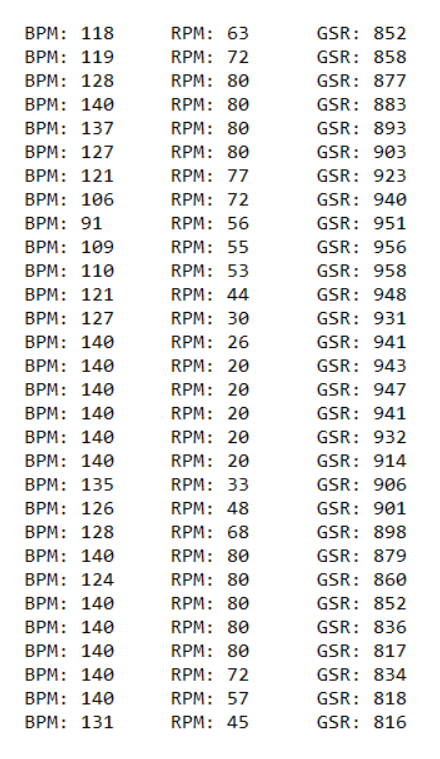 BPM: 118 RPM: 63 GSR: 852
BPM: 119 RPM: 72 GSR: 858
BPM: 128 RPM: 80 GSR: 877
BPM: 140 RPM: 80 GSR: 883
BPM: 137 RPM: 80 GSR: 893
BPM: 127 RPM: 80 GSR: 903
BPM: 121 RPM: 77 GSR: 923
BPM: 106 RPM: 72 GSR: 940
BPM: 91 RPM: 56 GSR: 951
BPM: 109 RPM: 55 GSR: 956
BPM: 110 RPM: 53 GSR: 958
BPM: 121 RPM: 44 GSR: 948
BPM: 127 RPM: 30 GSR: 931
BPM: 140 RPM: 26 GSR: 941
BPM: 140 RPM: 20 GSR: 943
BPM: 140 RPM: 20 GSR: 947
BPM: 140 RPM: 20 GSR: 941
BPM: 140 RPM: 20 GSR: 932
BPM: 140 RPM: 20 GSR: 914
BPM: 135 RPM: 33 GSR: 906
BPM: 126 RPM: 48 GSR: 901
BPM: 128 RPM: 68 GSR: 898
BPM: 140 RPM: 80 GSR: 879
BPM: 124 RPM: 80 GSR: 860
BPM: 140 RPM: 80 GSR: 852
BPM: 140 RPM: 80 GSR: 836
BPM: 140 RPM: 80 GSR: 817
BPM: 140 RPM: 72 GSR: 834
BPM: 140 RPM: 57 GSR: 818
BPM: 131 RPM: 45 GSR: 816